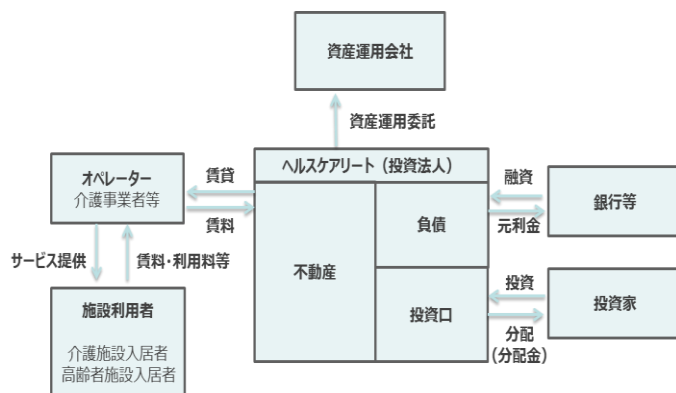 資産運用会社
資産運用委託
ヘルスケアリート（投資法人）
オペレーター
介護事業者等
賃貸
賃料
融資
元利金
銀行等
負債
不動産
サービス提供
賃料・利用料等
投資口
投資
分配
(分配金)
投資家
施設利用者
介護施設入居者
高齢者施設入居者